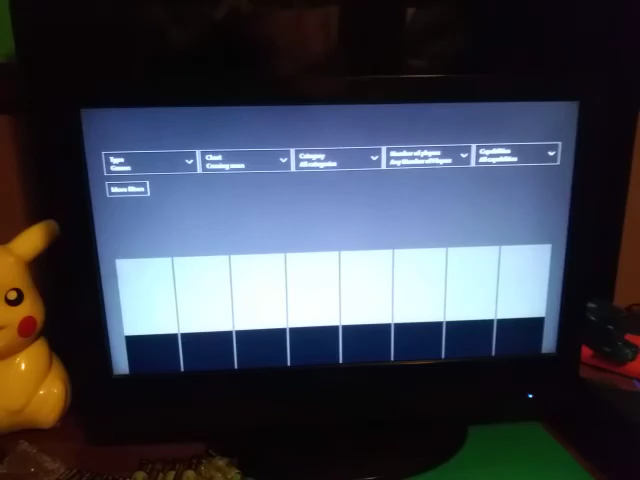 Type
Games
Chart
Coming soon
Category
All categories
Number of players
Any Number of Players
Capabilities
All capabilities
More filters